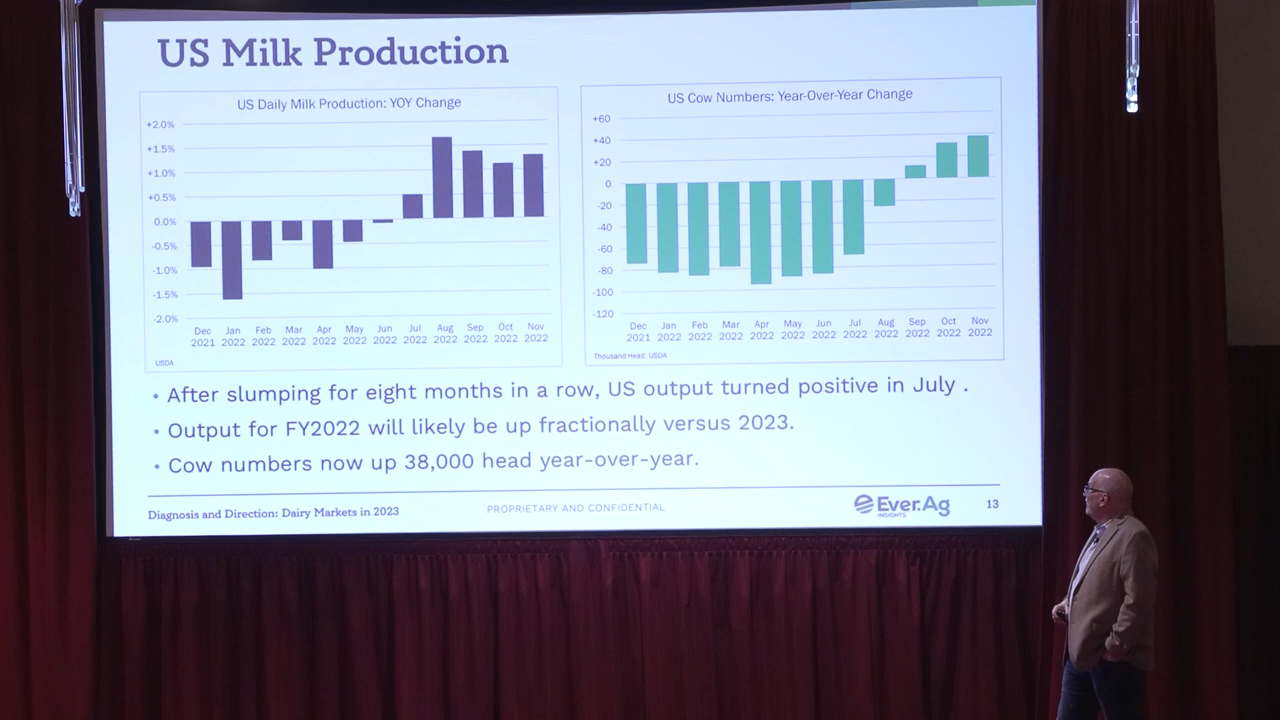 US Milk Production
US Daily Milk Production: YOY Change
+2.0%
+1.5%
+1.0%
+0.5%
0.0%
-0.5%
-1.0%
-1.5%
-2.0%
Dec Jan Feb Mar Apr May Jun Jul Aug Sep Oct Nov
2021 2022 2022 2022 2022 2022 2022 2022 2022 2022 2022 2022
USDA
US Cow Numbers: Year-Over-Year Change
+60
+40
+20
0
-20
-40
-60
-80
-100
-120
Dec Jan Feb Mar Apr May Jun Jul Aug Sep Oct Nov
2021 2022 2022 2022 2022 2022 2022 2022 2022 2022 2022 2022
Thousand Head: USDA
• After slumping for eight months in a row, US output turned positive in July .
• Output for FY2022 will likely be up fractionally versus 2023.
• Cow numbers now up 38,000 head year-over-year.
Diagnosis and Direction: Dairy Markets in 2023
PROPRIETARY AND CONFIDENTIAL
Ever.Ag
INSIGHTS
13